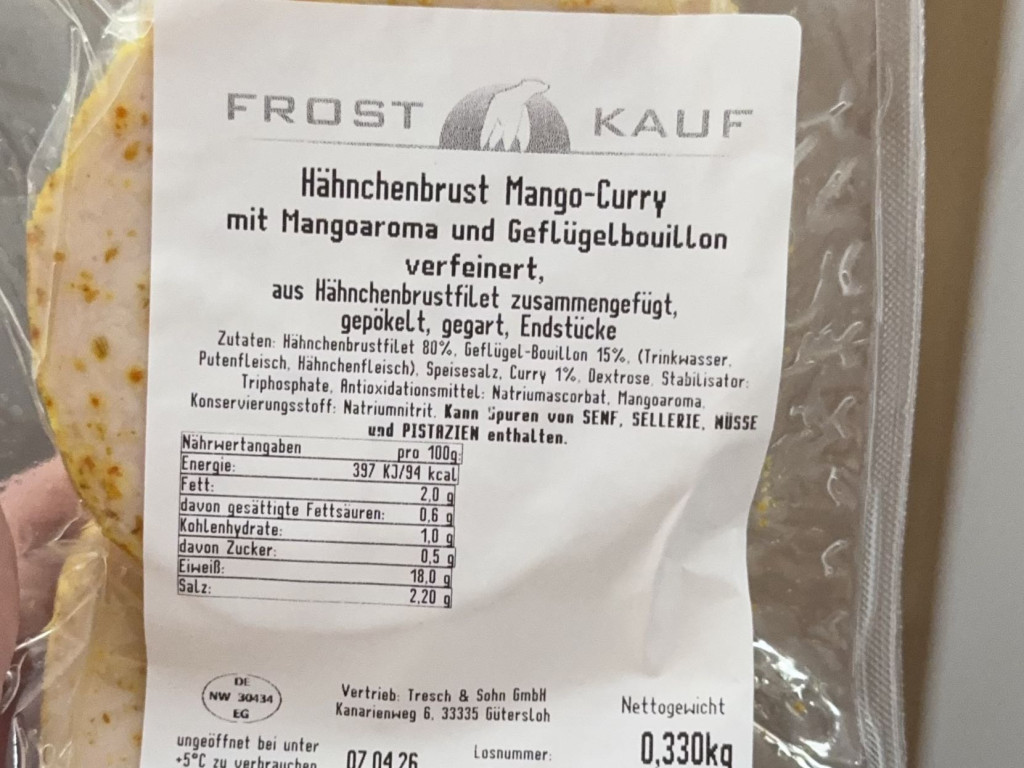 FROST KAUF
Hähnchenbrust Mango-Curry
mit Mangoaroma und Geflügelbouillon
verfeinert,
aus Hähnchenbrustfilet zusammengefügt,
gepökelt, gegart, Endstücke
Zutaten: Hähnchenbrustfilet 80%, Geflügel-Bouillon 15%, (Trinkwasser,
Putenfleisch, Hähnchenfleisch), Speisesalz, Curry 1%, Dextrose, Stabilisator:
Triphosphate, Antioxidationsmittel: Natriumascorbat, Mangoaroma,
Konservierungsstoff: Natriumnitrit. Kann Spuren von SENF, SELLERIE, NÜSSE
und PISTAZIEN enthalten.
Nährwertangaben pro 100g:
Energie: 397 KJ/94 kcal
Fett: 2,0 g
davon gesättigte Fettsäuren: 0,6 g
Kohlenhydrate: 1,0 g
davon Zucker: 0,5 g
Eiweiß: 18,0 g
Salz: 2,20 g
DE
NW 30434
EG
Vertrieb: Tresch & Sohn GmbH
Kanarienweg 6, 33335 Gütersloh
Nettogewicht
ungeöffnet bei unter
+5°C zu verbrauchen
07.04.26
Losnummer:
0,330kg